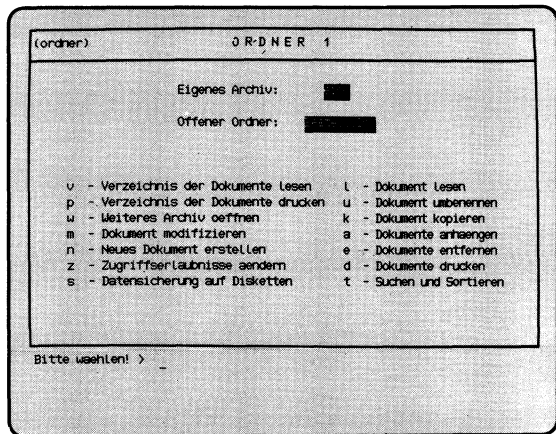 (ordner) O R D N E R 1
Eigenes Archiv:
Offener Ordner:
v - Verzeichnis der Dokumente lesen l - Dokument lesen
p - Verzeichnis der Dokumente drucken u - Dokument umbenennen
w - Weiteres Archiv oeffnen k - Dokument kopieren
m - Dokument modifizieren a - Dokumente anhaengen
n - Neues Dokument erstellen e - Dokumente entfernen
z - Zugriffserlaubnisse aendern d - Dokumente drucken
s - Datensicherung auf Disketten t - Suchen und Sortieren
Bitte waehlen! > _